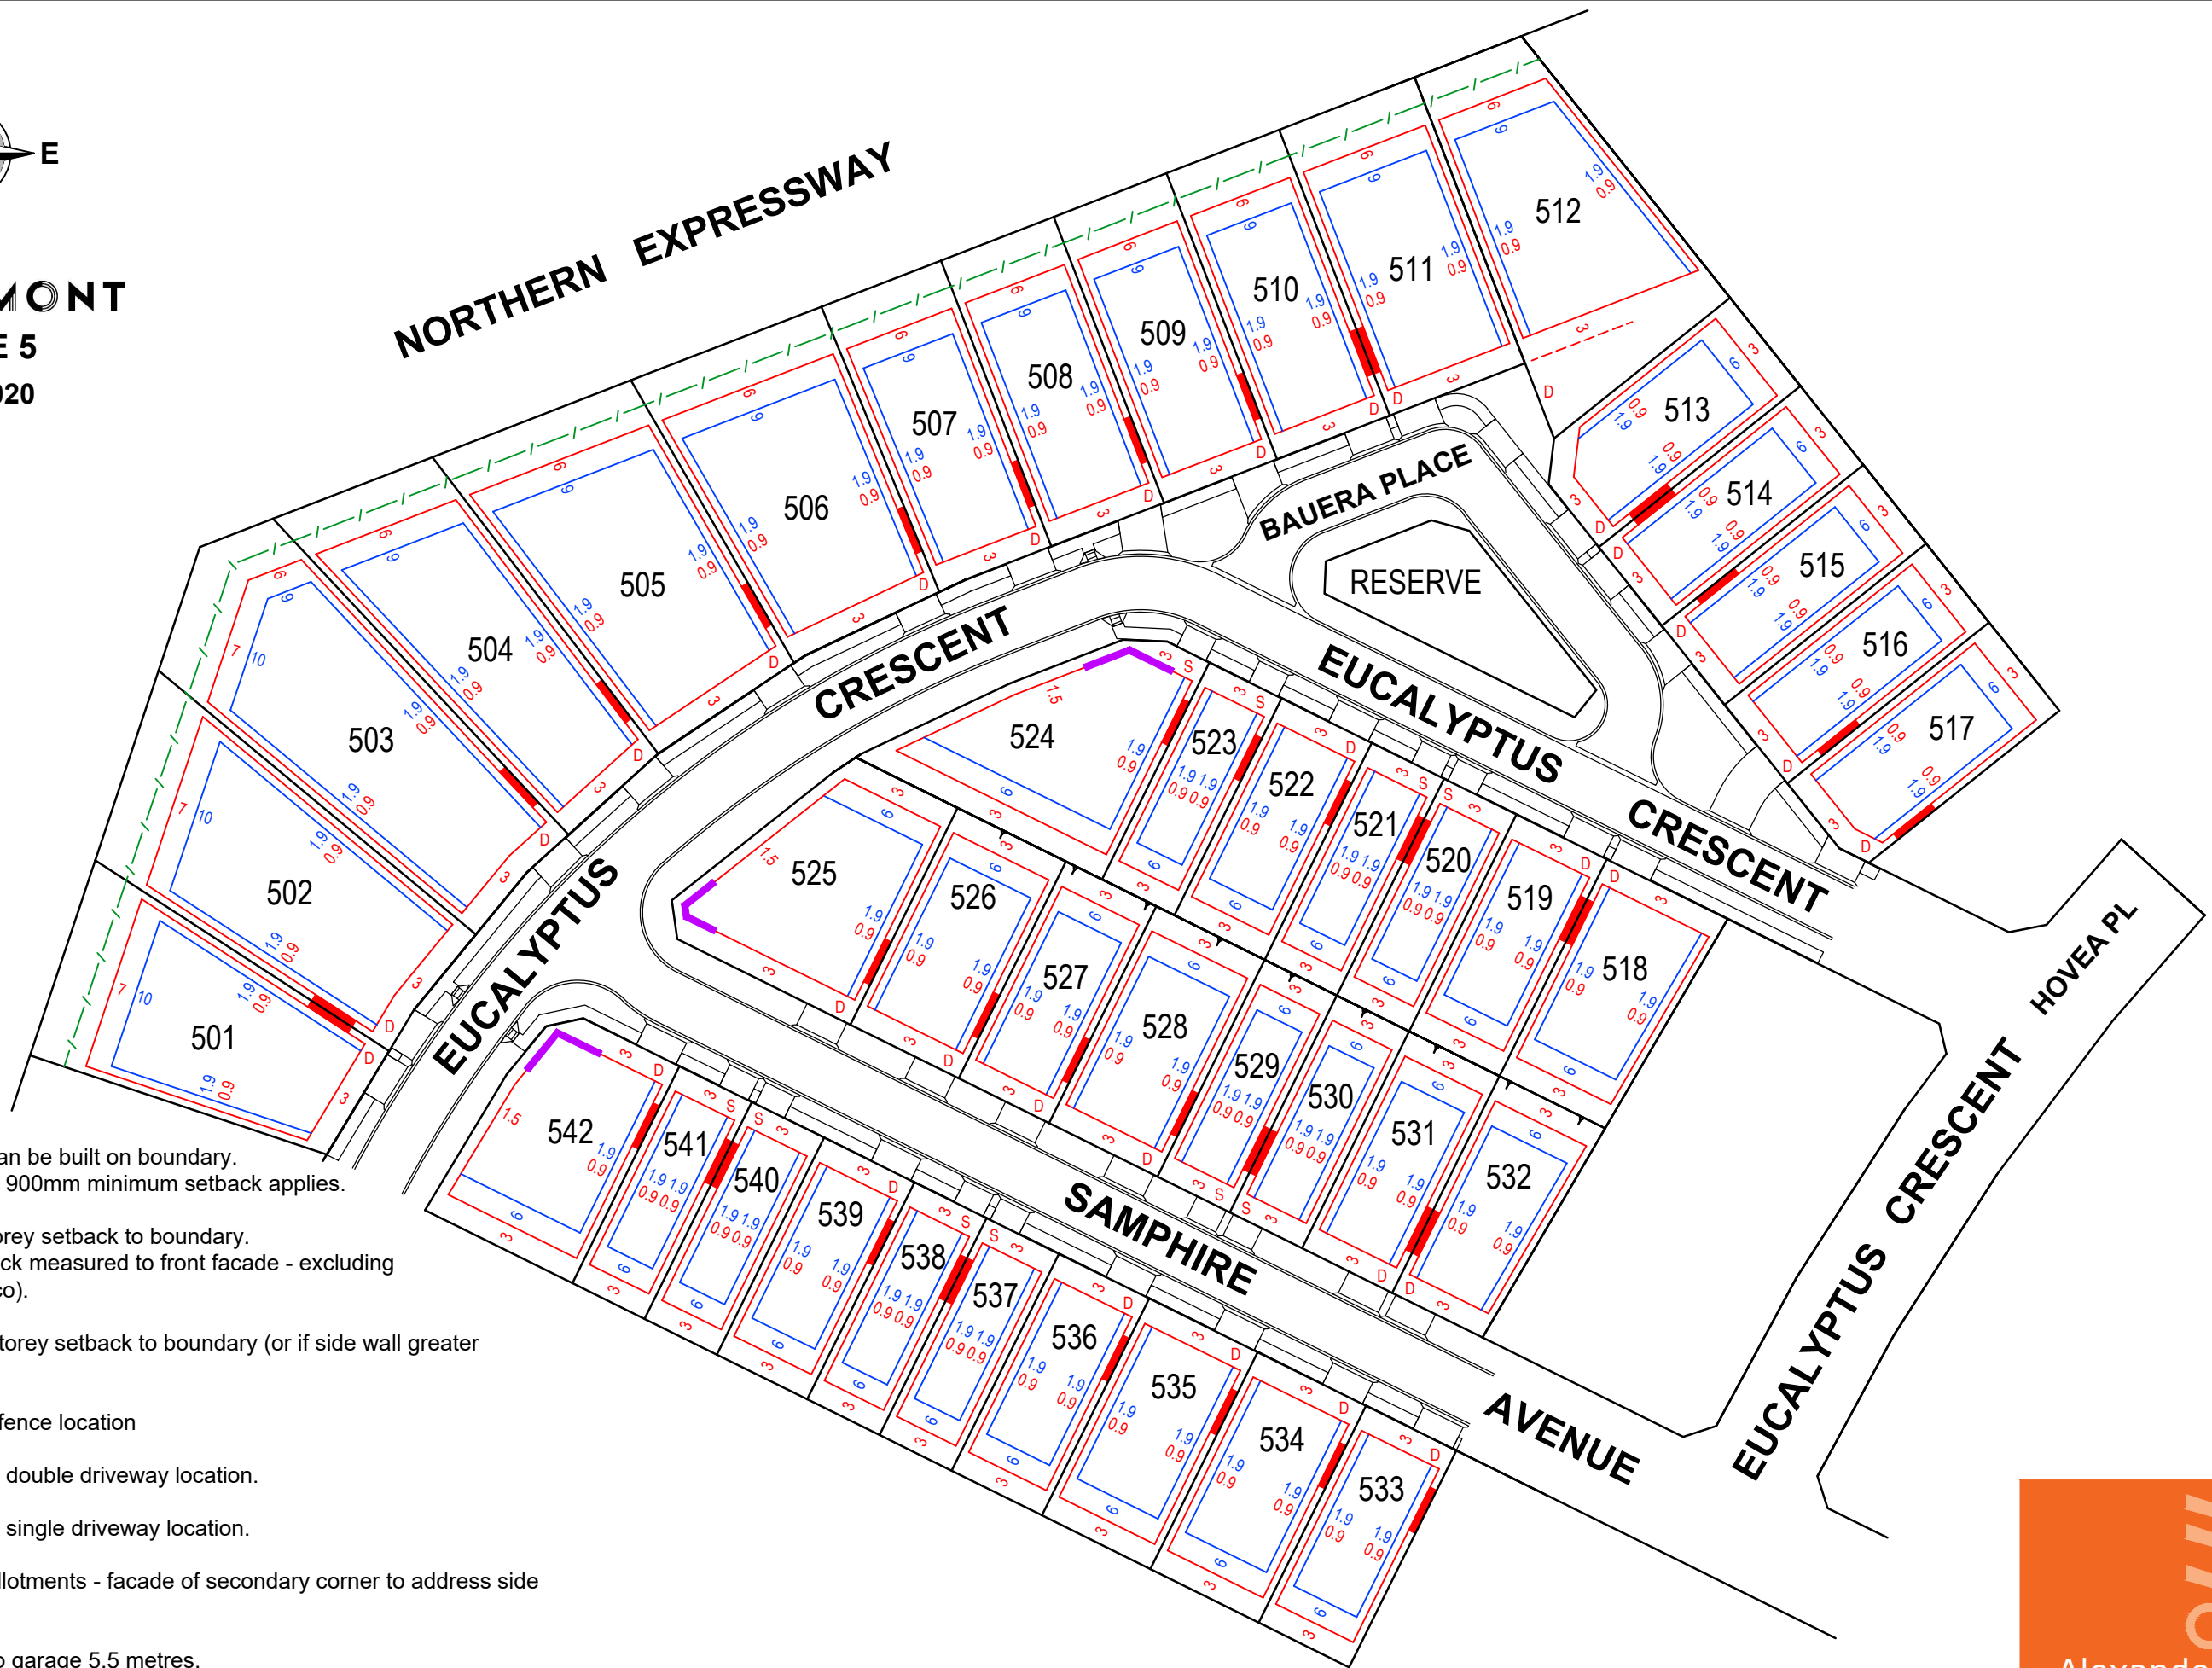 E
MONT
E 5
020
NORTHERN EXPRESSWAY
BAUERA PLACE
RESERVE
EUCALYPTUS CRESCENT
EUCALYPTUS CRESCENT
SAMPHIRE AVENUE
EUCALYPTUS CRESCENT
HOVEA PL
501
502
503
504
505
506
507
508
509
510
511
512
513
514
515
516
517
518
519
520
521
522
523
524
525
526
527
528
529
530
531
532
533
534
535
536
537
538
539
540
541
542
an be built on boundary.
900mm minimum setback applies.
orey setback to boundary.
ck measured to front facade - excluding
co).
torey setback to boundary (or if side wall greater
fence location
double driveway location.
single driveway location.
llotments - facade of secondary corner to address side
o garage 5.5 metres.